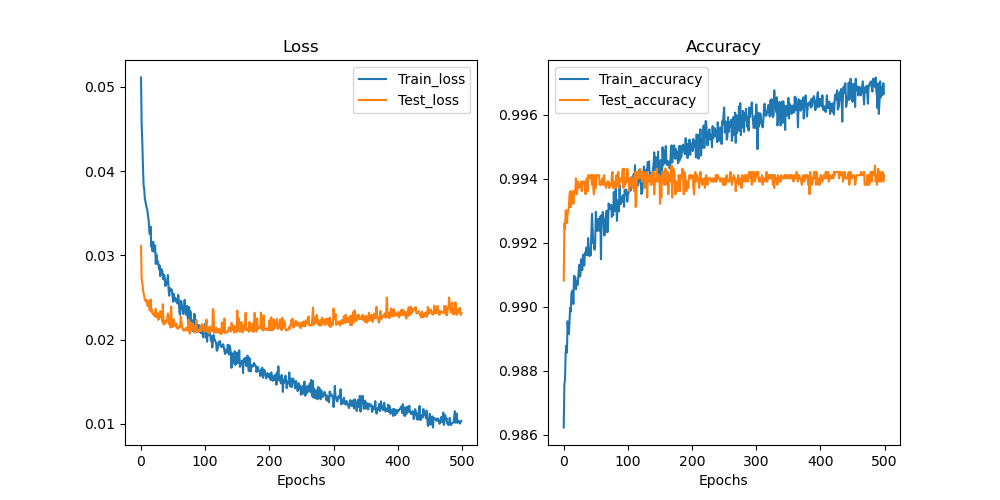 Loss
Train_loss
Test_loss
0.05
0.04
0.03
0.02
0.01
0 100 200 300 400 500
Epochs
Accuracy
Train_accuracy
Test_accuracy
0.996
0.994
0.992
0.990
0.988
0.986
0 100 200 300 400 500
Epochs